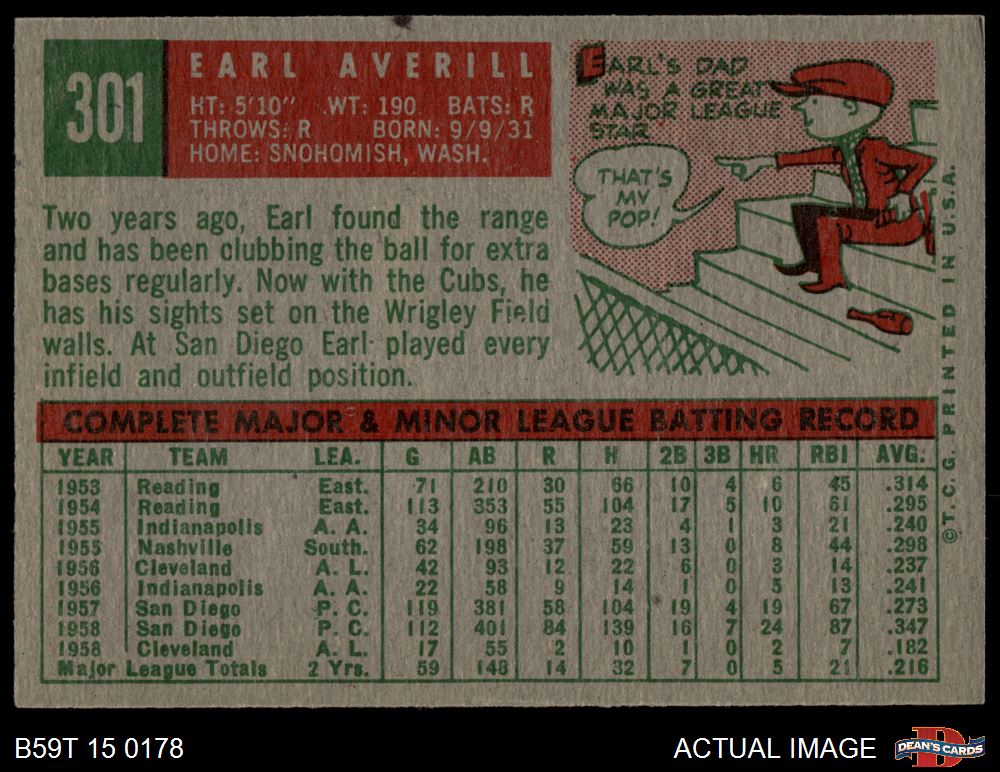 301
EARL AVERILL
HT: 5'10" WT: 190 BATS: R
THROWS: R BORN: 9/9/31
HOME: SNOHOMISH, WASH.
EARL'S DAD
WAS A GREAT
MAJOR LEAGUE
STAR
THAT'S
MY
POP!
Two years ago, Earl found the range
and has been clubbing the ball for extra
bases regularly. Now with the Cubs, he
has his sights set on the Wrigley Field
walls. At San Diego Earl played every
infield and outfield position.
COMPLETE MAJOR & MINOR LEAGUE BATTING RECORD
YEAR TEAM LEA. G AB R H 2B 3B HR RBI AVG.
1953 Reading East. 71 210 30 66 10 4 6 45 .314
1954 Reading East. 113 353 55 104 17 5 10 61 .295
1955 Indianapolis A. A. 34 96 13 23 4 1 3 21 .240
1955 Nashville South. 62 198 37 59 13 0 8 44 .298
1956 Cleveland A. L. 42 93 12 22 6 0 3 14 .237
1956 Indianapolis A. A. 22 58 9 14 1 0 5 13 .241
1957 San Diego P. C. 119 381 58 104 19 4 19 67 .273
1958 San Diego P. C. 112 401 84 139 16 7 24 87 .347
1958 Cleveland A. L. 17 55 2 10 1 0 2 7 .182
Major League Totals 2 Yrs. 59 148 14 32 7 0 5 21 .216
©T. C. G. PRINTED IN U.S.A.
B59T 15 0178
ACTUAL IMAGE
D
DEAN'S CARDS